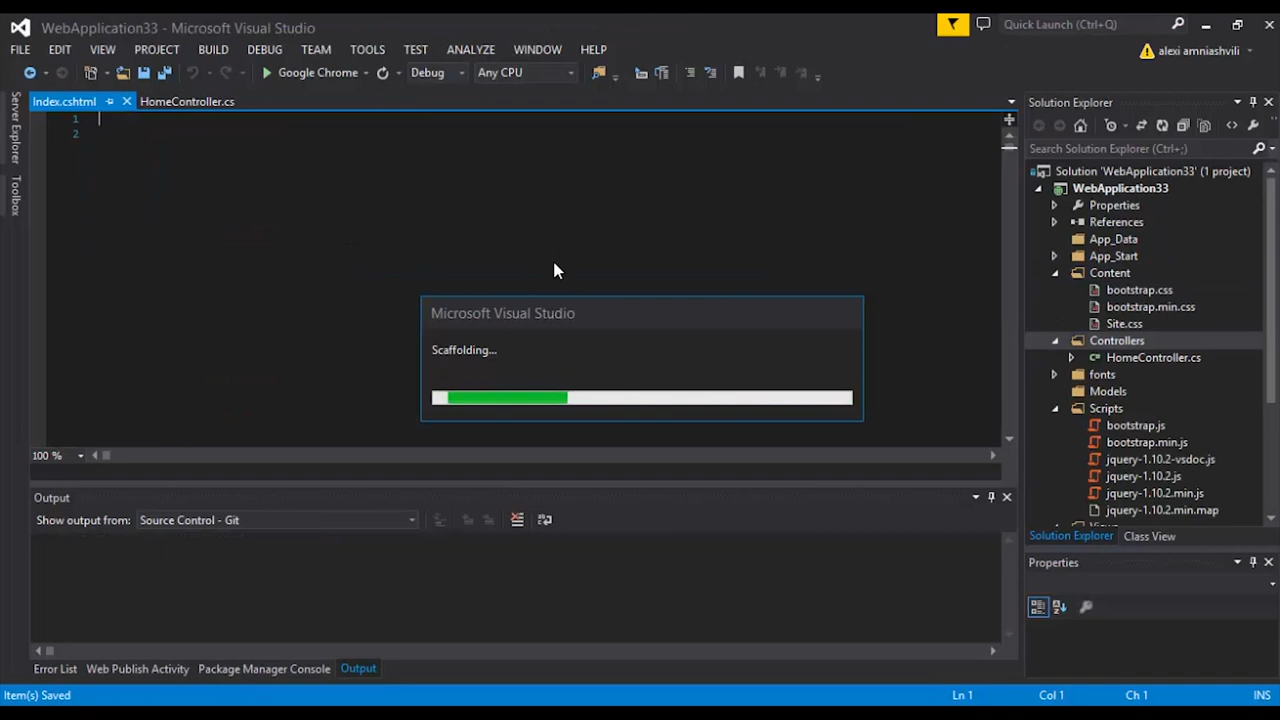 WebApplication33 - Microsoft Visual Studio
Quick Launch (Ctrl+Q)
FILE EDIT VIEW PROJECT BUILD DEBUG TEAM TOOLS TEST ANALYZE WINDOW HELP
alexi amniashvili
Google Chrome Debug Any CPU
Index.cshtml HomeController.cs
Server Explorer
Toolbox
1
2
Microsoft Visual Studio
Scaffolding...
100 %
Output
Show output from: Source Control - Git
Error List Web Publish Activity Package Manager Console Output
Solution Explorer
Search Solution Explorer (Ctrl+;)
Solution 'WebApplication33' (1 project)
WebApplication33
Properties
References
App_Data
App_Start
Content
bootstrap.css
bootstrap.min.css
Site.css
Controllers
HomeController.cs
fonts
Models
Scripts
bootstrap.js
bootstrap.min.js
jquery-1.10.2-vsdoc.js
jquery-1.10.2.js
jquery-1.10.2.min.js
jquery-1.10.2.min.map
Views
Solution Explorer Class View
Properties
Item(s) Saved Ln 1 Col 1 Ch 1 INS